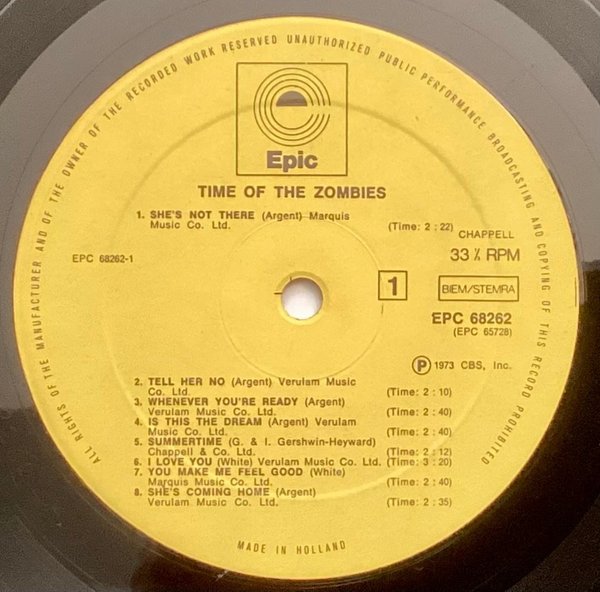 ALL RIGHTS OF THE MANUFACTURER AND OF THE OWNER OF THE RECORDED WORK RESERVED UNAUTHORIZED PUBLIC PERFORMANCE BROADCASTING AND COPYING OF THIS RECORD PROHIBITED
Epic
TIME OF THE ZOMBIES
1. SHE'S NOT THERE (Argent) Marquis
Music Co. Ltd. (Time: 2 : 22)
CHAPPELL
EPC 68262-1
33 ⅓ RPM
1
BIEM/STEMRA
EPC 68262
(EPC 65728)
Ⓟ 1973 CBS, Inc.
2. TELL HER NO (Argent) Verulam Music
Co. Ltd. (Time: 2 : 10)
3. WHENEVER YOU'RE READY (Argent)
Verulam Music Co. Ltd. (Time: 2 : 40)
4. IS THIS THE DREAM (Argent) Verulam
Music Co. Ltd. (Time: 2 : 40)
5. SUMMERTIME (G. & I. Gershwin-Heyward)
Chappell & Co. Ltd. (Time: 2 : 12)
6. I LOVE YOU (White) Verulam Music Co. Ltd. (Time: 3 : 20)
7. YOU MAKE ME FEEL GOOD (White)
Marquis Music Co. Ltd. (Time: 2 : 40)
8. SHE'S COMING HOME (Argent)
Verulam Music Co. Ltd. (Time: 2 : 35)
MADE IN HOLLAND